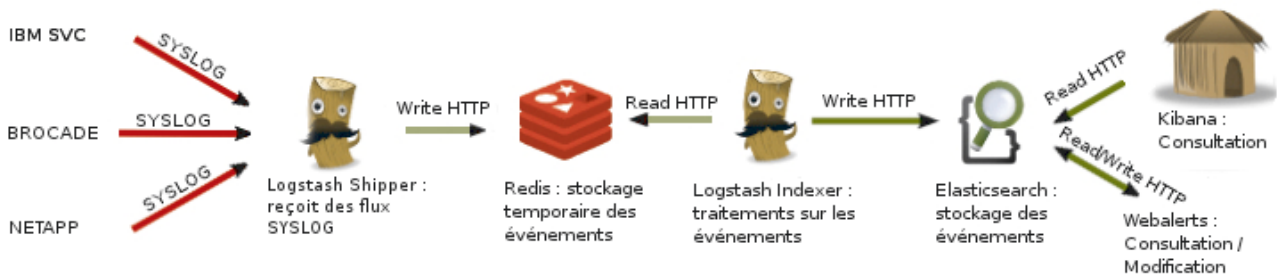 IBM SVC
SYSLOG
BROCADE
SYSLOG
NETAPP
SYSLOG
Logstash Shipper :
reçoit des flux
SYSLOG
Write HTTP
Redis : stockage
temporaire des
événements
Read HTTP
Logstash Indexer :
traitements sur les
événements
Write HTTP
Elasticsearch :
stockage des
événements
Read HTTP
Kibana :
Consultation
Read/Write HTTP
Webalerts :
Consultation /
Modification